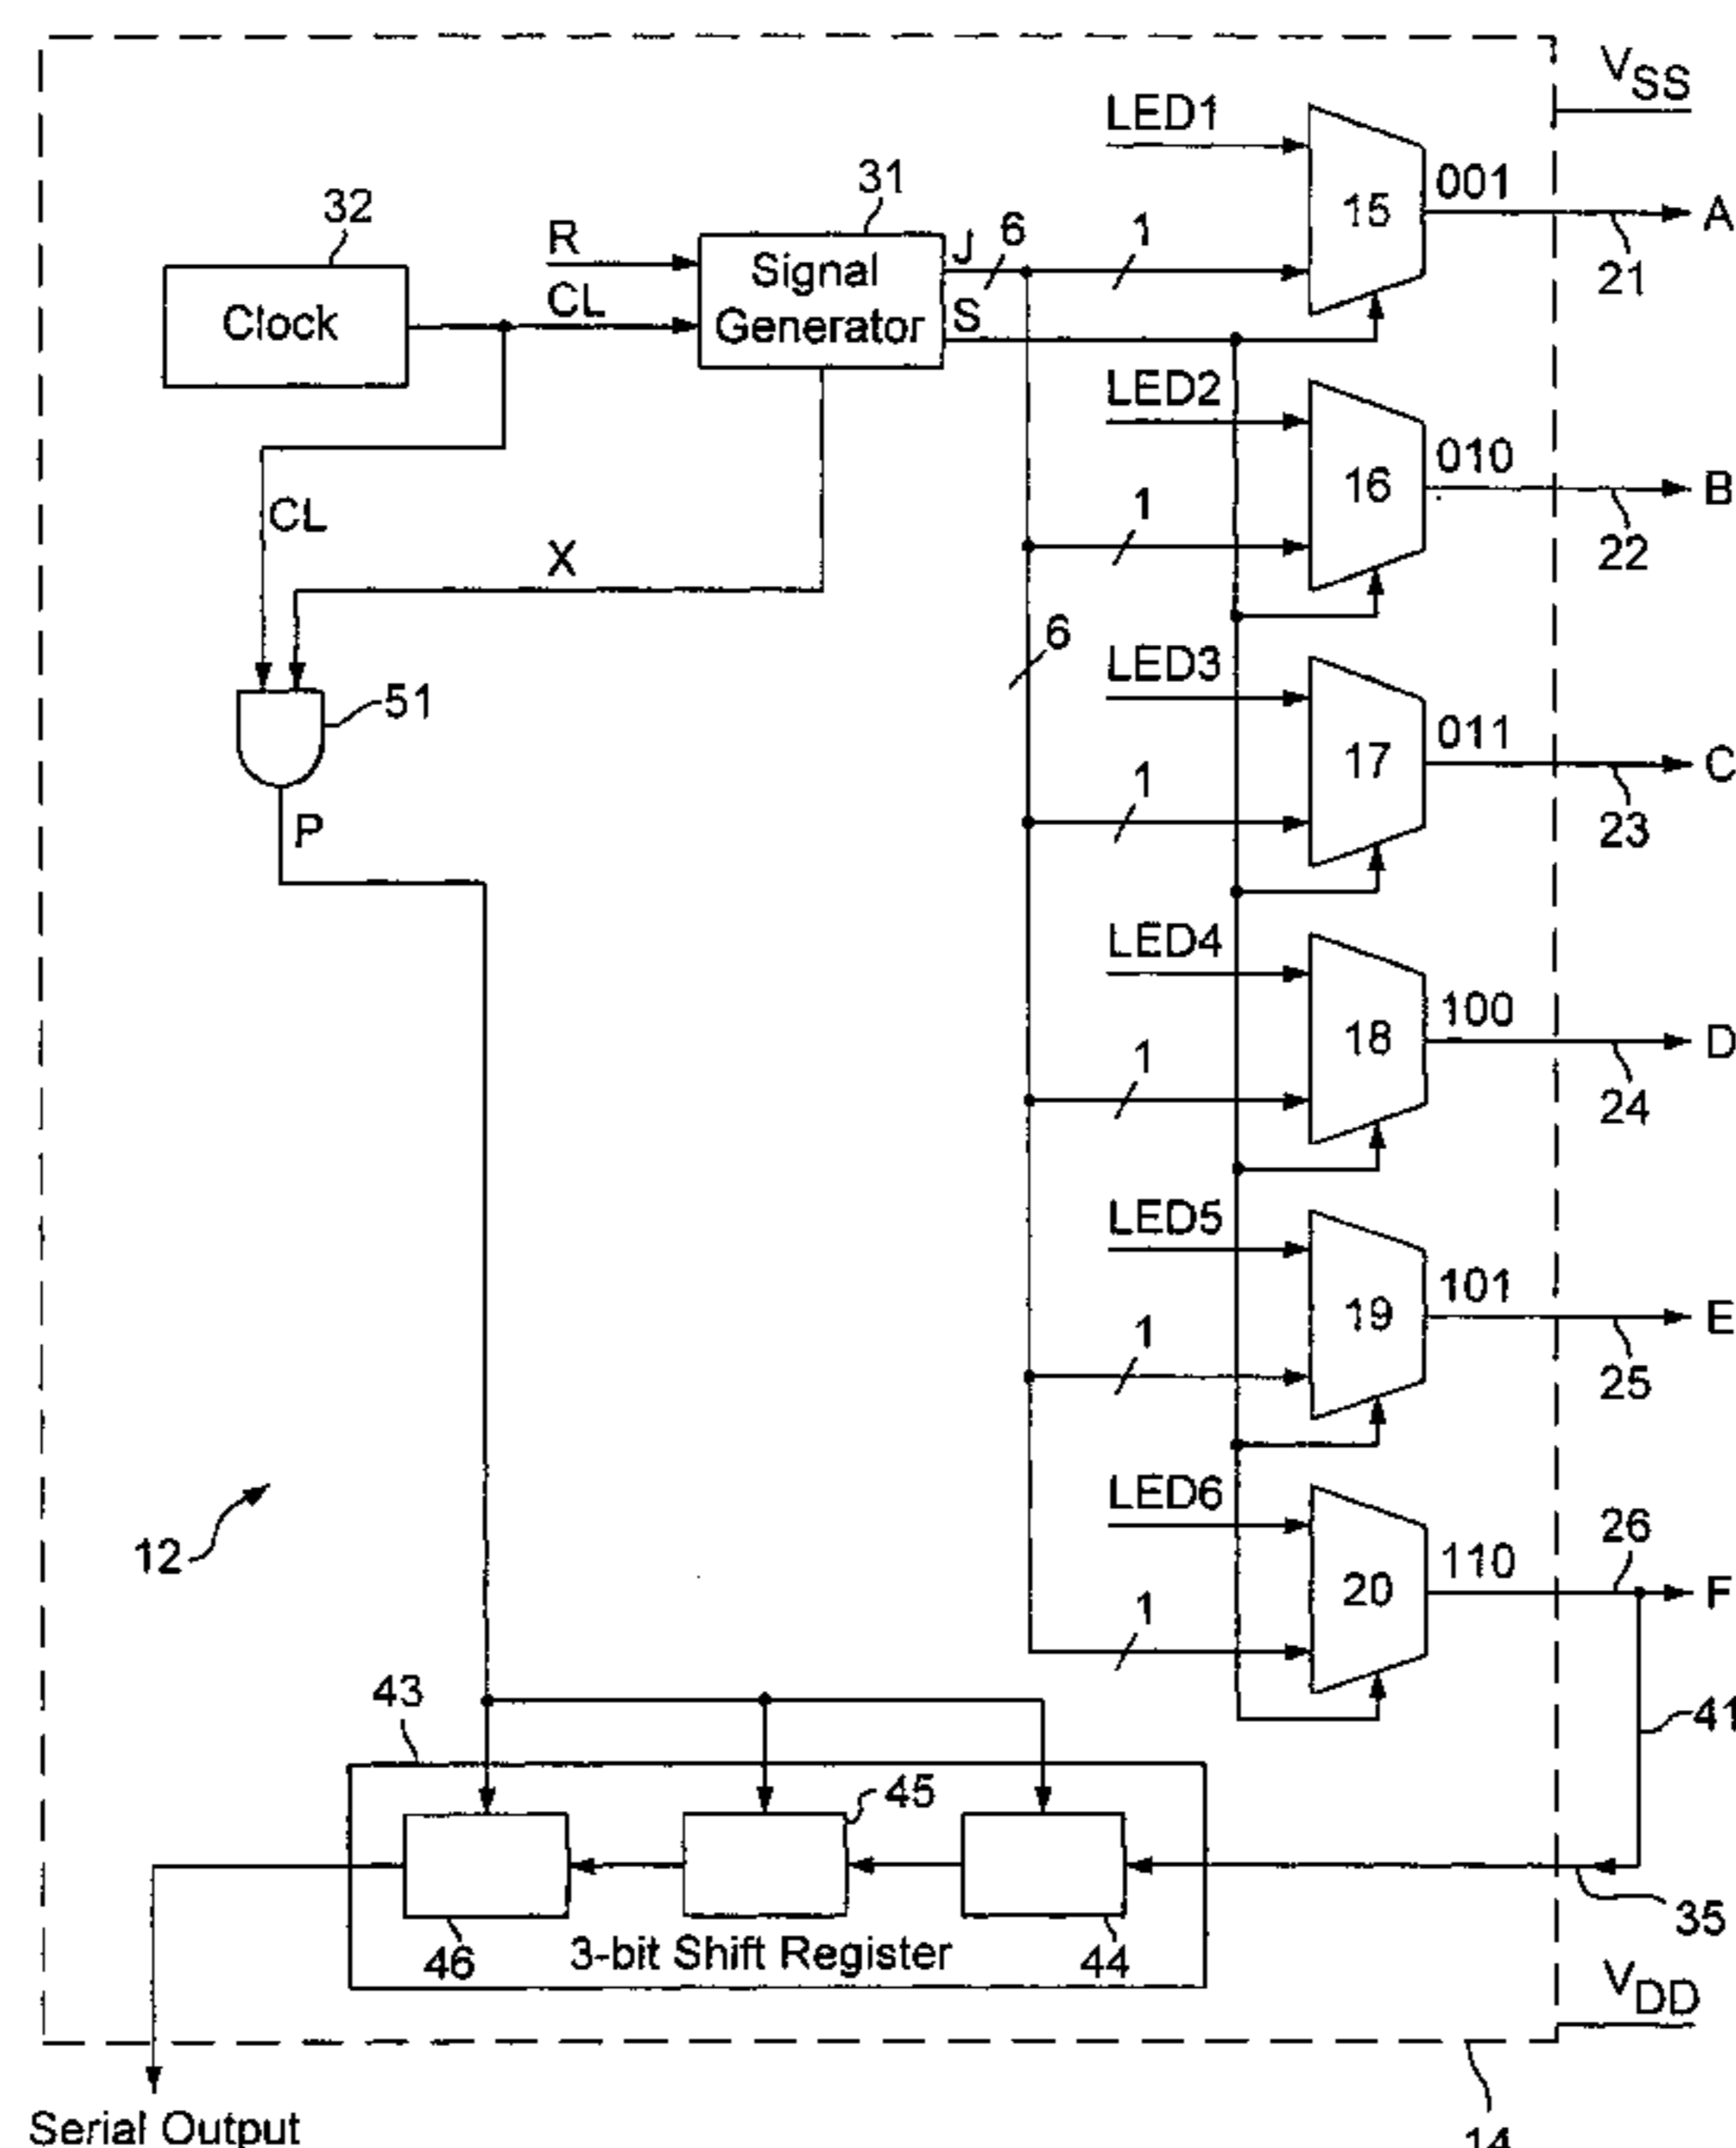 VSS
LED1
31
001
32
15
A
R
J
6
1
Signal Generator
21
Clock
CL
S
LED2
010
16
B
CL
1
22
X
6
LED3
51
011
17
C
1
P
23
LED4
100
18
D
1
24
LED5
101
19
E
1
25
LED6
26
12
110
20
F
1
43
41
45
35
46
3-bit Shift Register
44
VDD
Serial Output
14